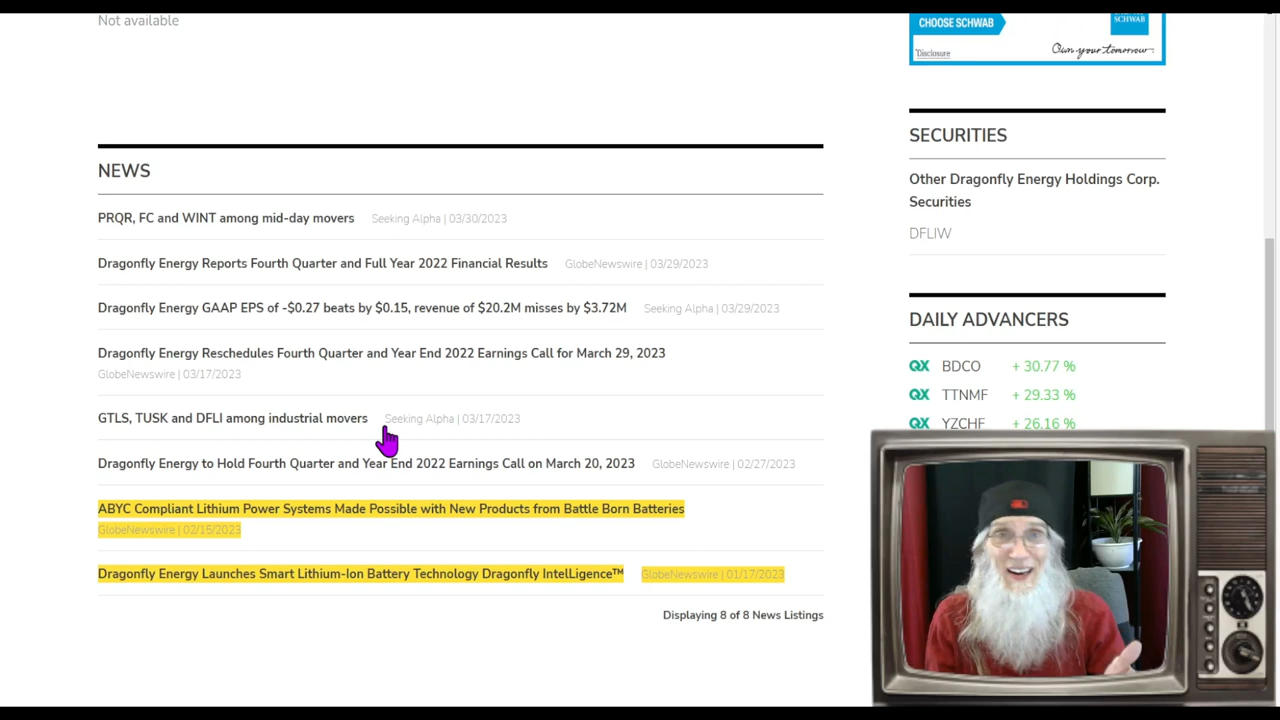 Not available
CHOOSE SCHWAB
SCHWAB
Disclosure
Own your tomorrow
NEWS
PRQR, FC and WINT among mid-day movers Seeking Alpha | 03/30/2023
Dragonfly Energy Reports Fourth Quarter and Full Year 2022 Financial Results GlobeNewswire | 03/29/2023
Dragonfly Energy GAAP EPS of -$0.27 beats by $0.15, revenue of $20.2M misses by $3.72M Seeking Alpha | 03/29/2023
Dragonfly Energy Reschedules Fourth Quarter and Year End 2022 Earnings Call for March 29, 2023
GlobeNewswire | 03/17/2023
GTLS, TUSK and DFLI among industrial movers Seeking Alpha | 03/17/2023
Dragonfly Energy to Hold Fourth Quarter and Year End 2022 Earnings Call on March 20, 2023 GlobeNewswire | 02/27/2023
ABYC Compliant Lithium Power Systems Made Possible with New Products from Battle Born Batteries
GlobeNewswire | 02/15/2023
Dragonfly Energy Launches Smart Lithium-Ion Battery Technology Dragonfly IntelLigence™ GlobeNewswire | 01/17/2023
Displaying 8 of 8 News Listings
SECURITIES
Other Dragonfly Energy Holdings Corp.
Securities
DFLIW
DAILY ADVANCERS
QX BDCO + 30.77 %
QX TTNMF + 29.33 %
QX YZCHF + 26.16 %